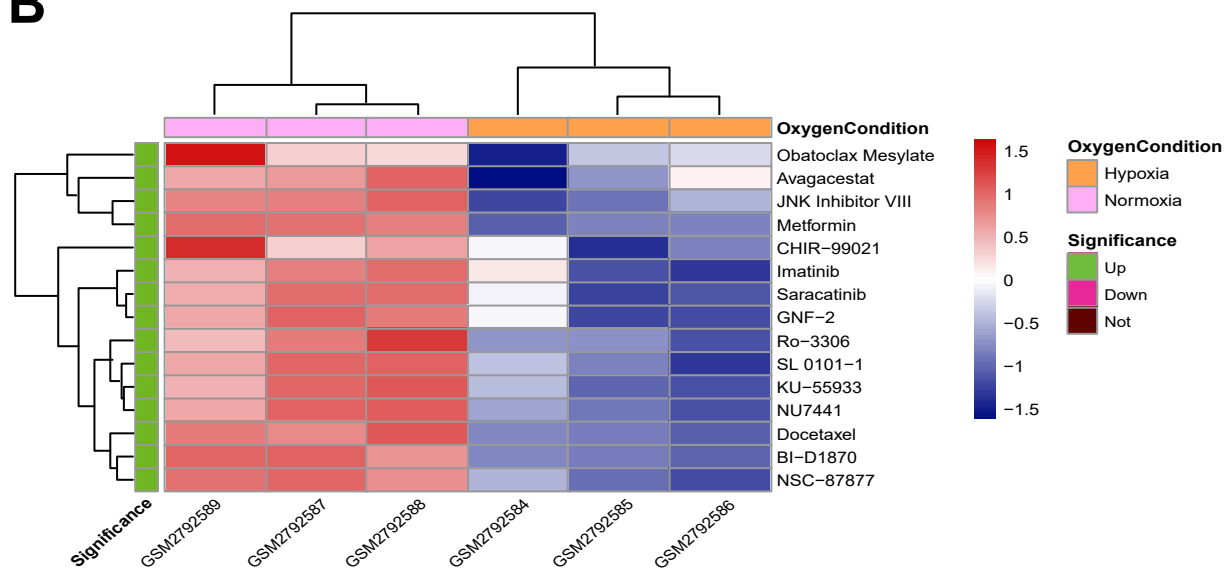 B
OxygenCondition
Obatoclax Mesylate
Avagacestat
JNK Inhibitor VIII
Metformin
CHIR−99021
Imatinib
Saracatinib
GNF−2
Ro−3306
SL 0101−1
KU−55933
NU7441
Docetaxel
BI−D1870
NSC−87877
Significance
GSM2792589
GSM2792587
GSM2792588
GSM2792584
GSM2792585
GSM2792586
1.5
1
0.5
0
−0.5
−1
−1.5
OxygenCondition
Hypoxia
Normoxia
Significance
Up
Down
Not